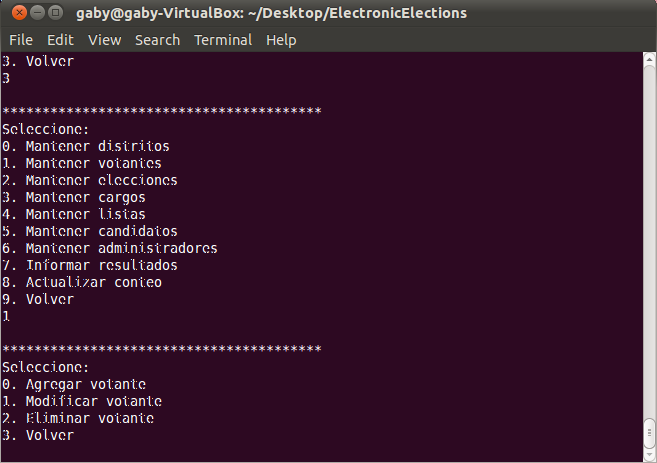 gaby@gaby-VirtualBox: ~/Desktop/ElectronicElections
File Edit View Search Terminal Help
3. Volver
3
****************************************
Seleccione:
0. Mantener distritos
1. Mantener votantes
2. Mantener elecciones
3. Mantener cargos
4. Mantener listas
5. Mantener candidatos
6. Mantener administradores
7. Informar resultados
8. Actualizar conteo
9. Volver
1
****************************************
Seleccione:
0. Agregar votante
1. Modificar votante
2. Eliminar votante
3. Volver